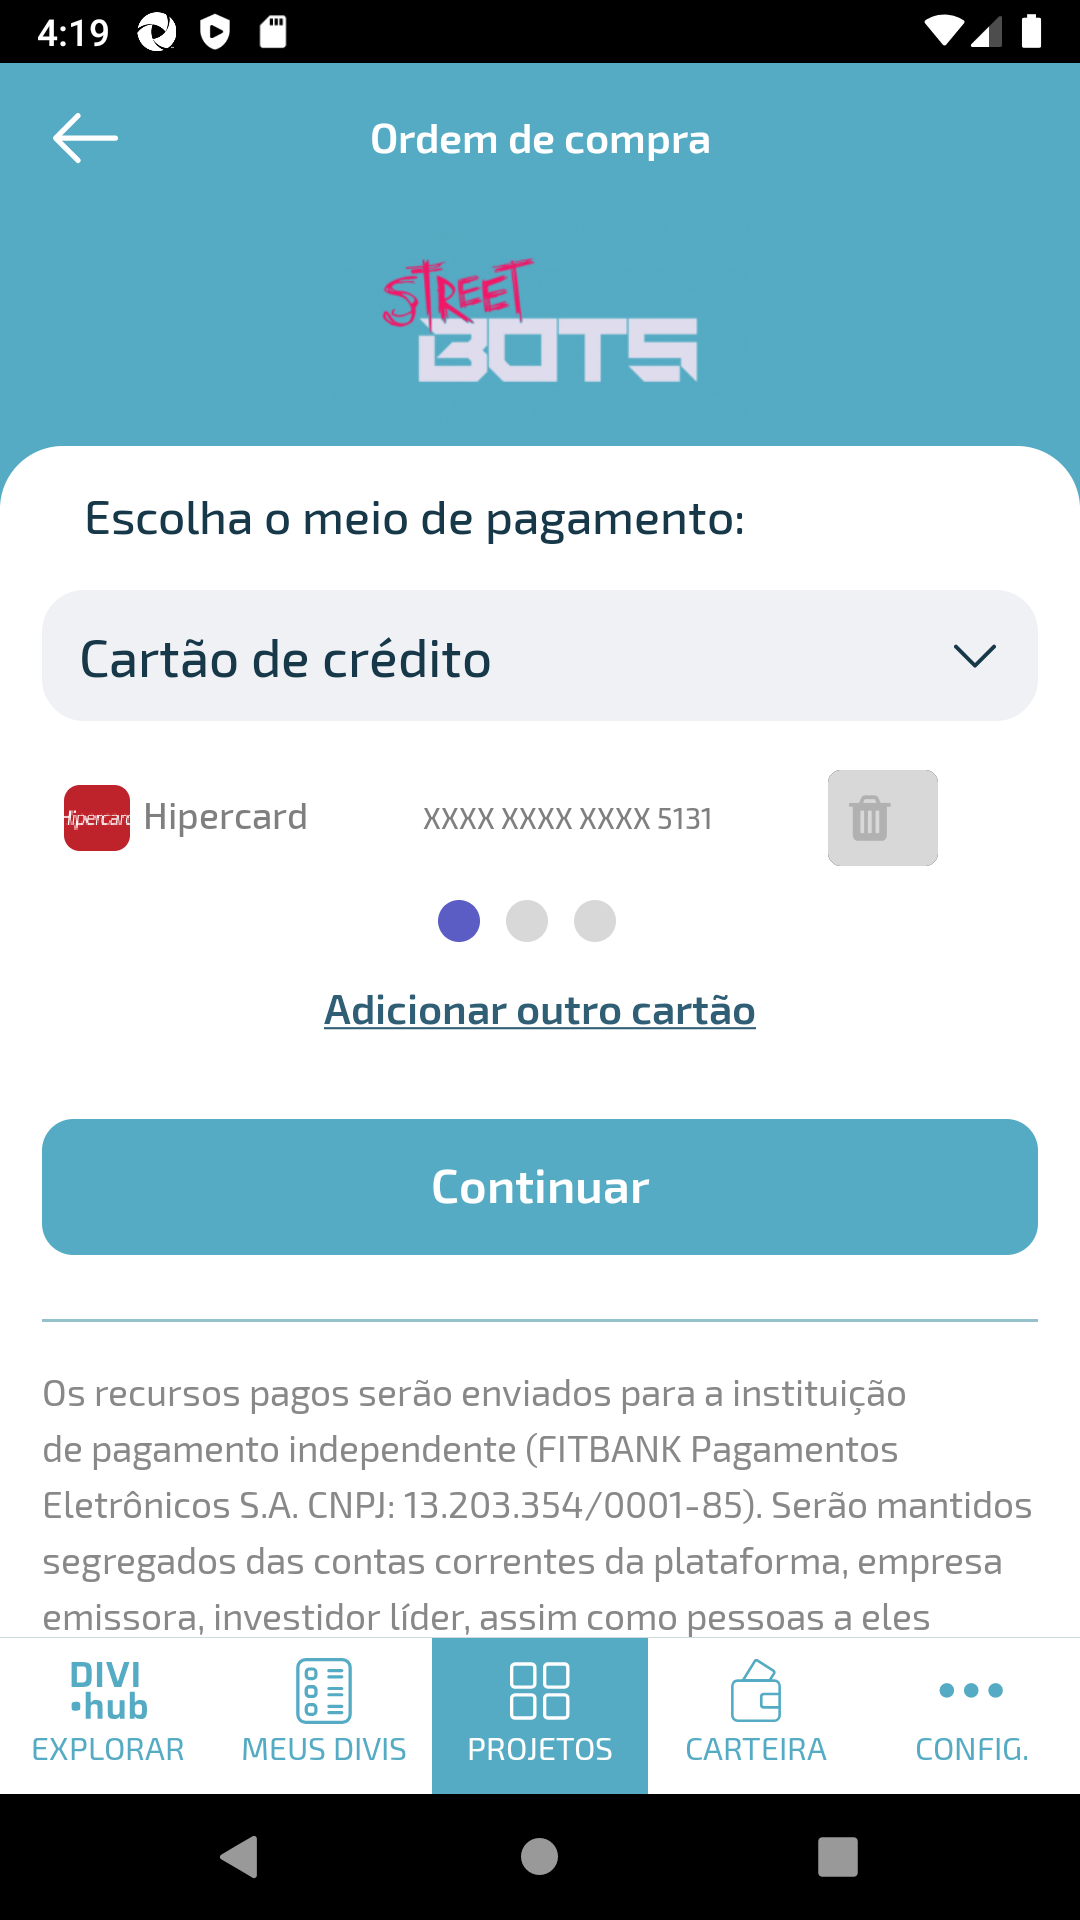 4:19
Ordem de compra
STREET
BOTS
Escolha o meio de pagamento:
Cartão de crédito
Hipercard
Hipercard
XXXX XXXX XXXX 5131
Adicionar outro cartão
Continuar
Os recursos pagos serão enviados para a instituição
de pagamento independente (FITBANK Pagamentos
Eletrônicos S.A. CNPJ: 13.203.354/0001-85). Serão mantidos
segregados das contas correntes da plataforma, empresa
emissora, investidor líder, assim como pessoas a eles
DIVI
·hub
EXPLORAR
MEUS DIVIS
PROJETOS
CARTEIRA
CONFIG.